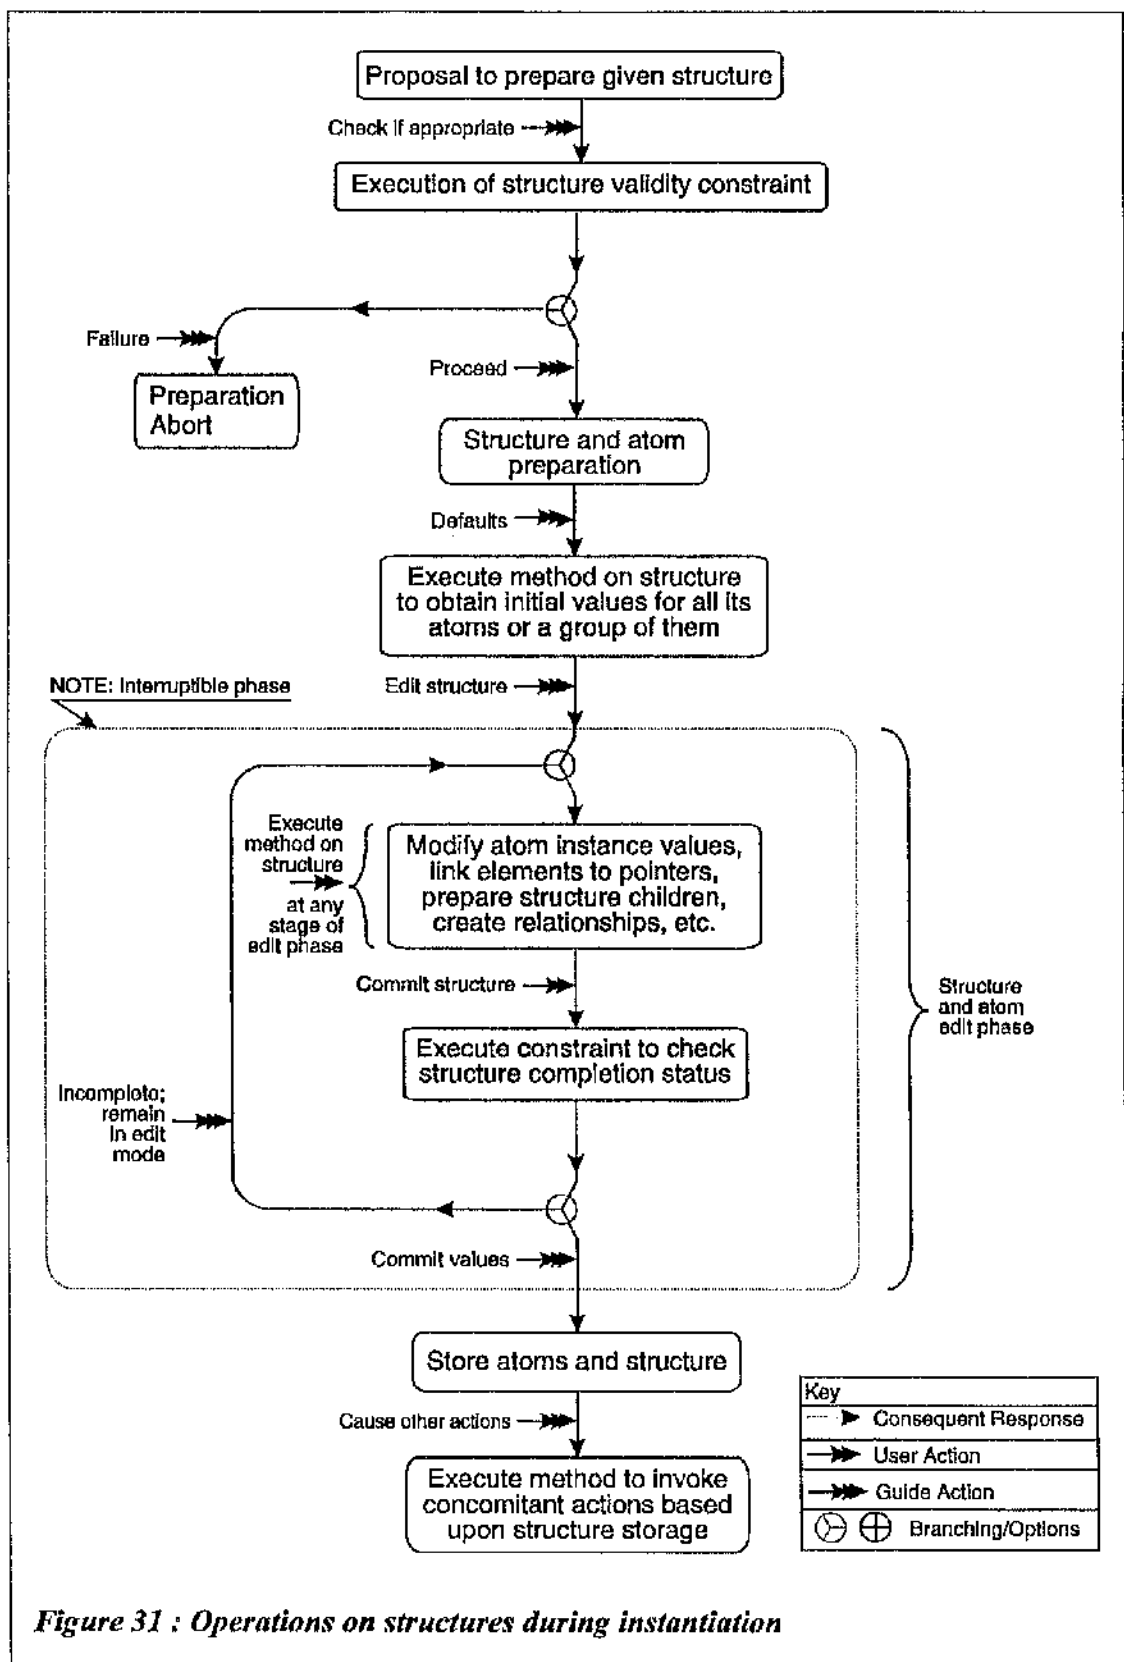 Proposal to prepare given structure
Check if appropriate
Execution of structure validity constraint
Failure
Proceed
Preparation
Abort
Structure and atom
preparation
Defaults
Execute method on structure
to obtain initial values for all its
atoms or a group of them
NOTE: Interruptible phase
Edit structure
Execute
method on
structure
at any
stage of
edit phase
Modify atom instance values,
link elements to pointers,
prepare structure children,
create relationships, etc.
Commit structure
Structure
and atom
edit phase
Execute constraint to check
structure completion status
Incomplete;
remain
in edit
mode
Commit values
Store atoms and structure
Cause other actions
Execute method to invoke
concomitant actions based
upon structure storage
Key
Consequent Response
User Action
Guide Action
Branching/Options
Figure 31 : Operations on structures during instantiation